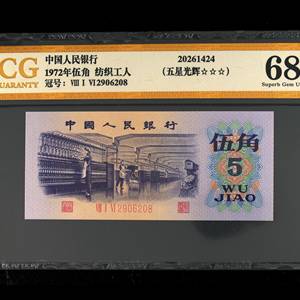 CG
GUARANTY
中国人民银行
1972年伍角 纺织工人
冠号：VIII I VI2906208
20261424
（五星光辉☆☆☆）
68
Superb Gem U
中国人民银行
伍角
5
WU
JIAO
VIII I VI2906208